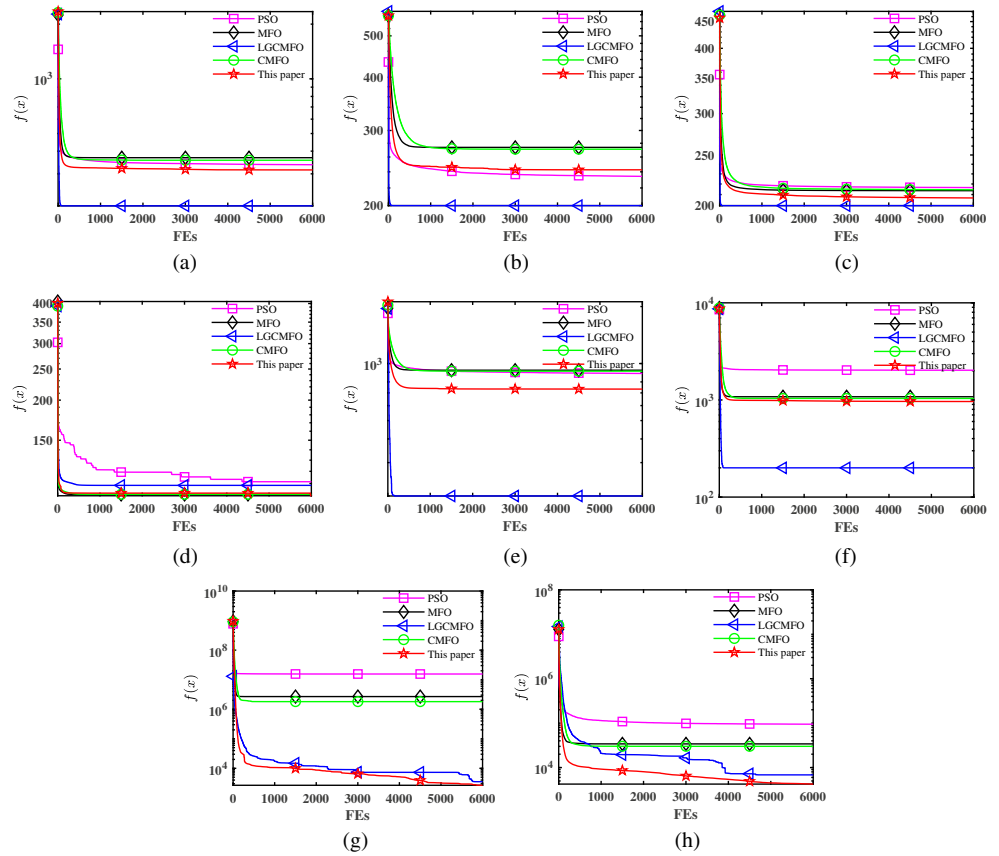 PSO
MFO
LGCMFO
CMFO
This paper
10^3
f(x)
0 1000 2000 3000 4000 5000 6000
FEs
(a)
PSO
MFO
LGCMFO
CMFO
This paper
500
400
300
200
f(x)
0 1000 2000 3000 4000 5000 6000
FEs
(b)
PSO
MFO
LGCMFO
CMFO
This paper
450
400
350
300
250
200
f(x)
0 1000 2000 3000 4000 5000 6000
FEs
(c)
PSO
MFO
LGCMFO
CMFO
This paper
400
350
300
250
200
150
f(x)
0 1000 2000 3000 4000 5000 6000
FEs
(d)
PSO
MFO
LGCMFO
CMFO
This paper
10^3
f(x)
0 1000 2000 3000 4000 5000 6000
FEs
(e)
PSO
MFO
LGCMFO
CMFO
This paper
10^4
10^3
10^2
f(x)
0 1000 2000 3000 4000 5000 6000
FEs
(f)
PSO
MFO
LGCMFO
CMFO
This paper
10^10
10^8
10^6
10^4
f(x)
0 1000 2000 3000 4000 5000 6000
FEs
(g)
PSO
MFO
LGCMFO
CMFO
This paper
10^8
10^6
10^4
f(x)
0 1000 2000 3000 4000 5000 6000
FEs
(h)